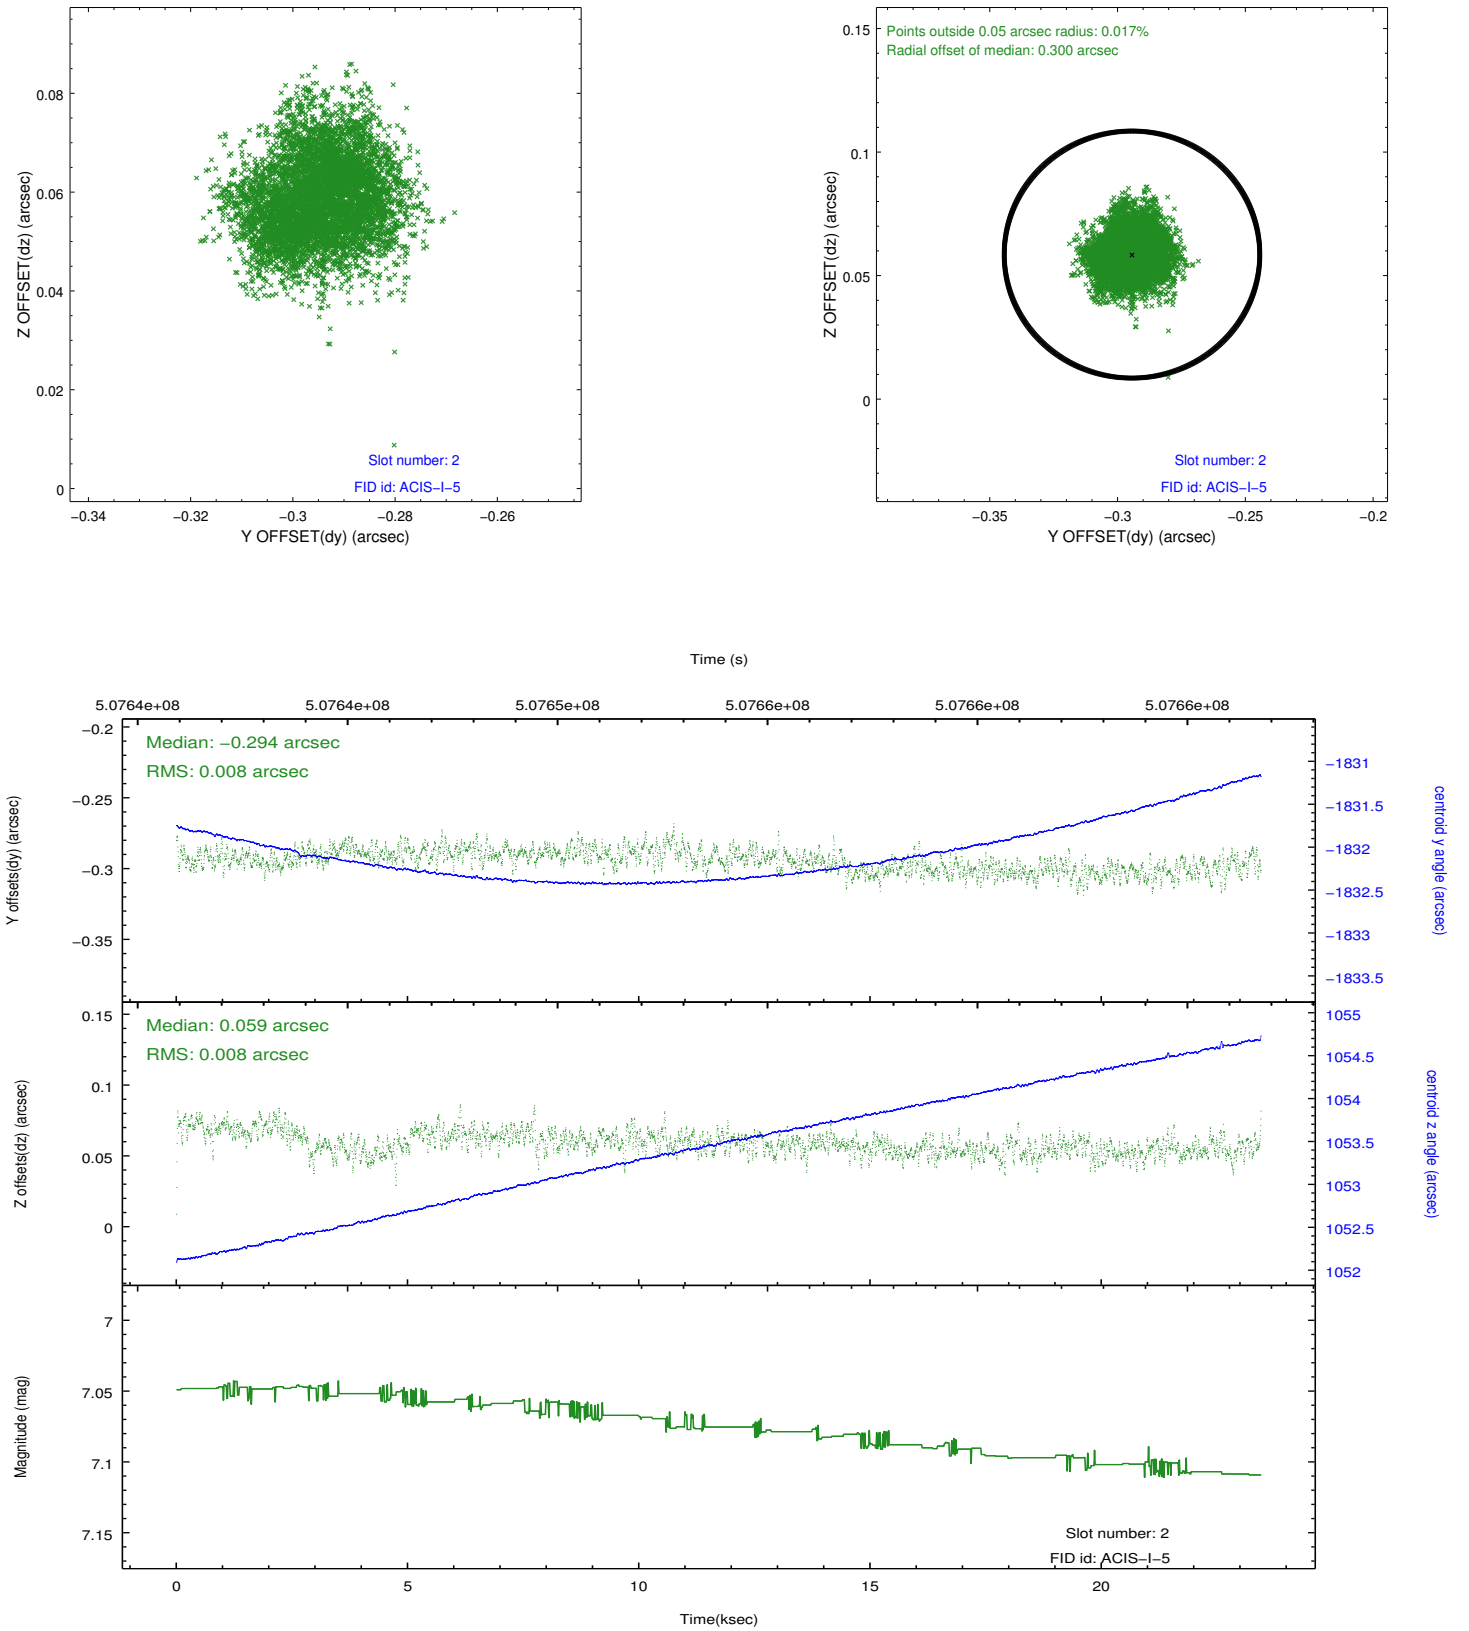 0.08
0.06
0.04
0.02
0
Z OFFSET(dz) (arcsec)
Slot number: 2
FID id: ACIS−I−5
−0.34 −0.32 −0.3 −0.28 −0.26
Y OFFSET(dy) (arcsec)
Points outside 0.05 arcsec radius: 0.017%
Radial offset of median: 0.300 arcsec
0.15
0.1
0.05
0
Z OFFSET(dz) (arcsec)
Slot number: 2
FID id: ACIS−I−5
−0.35 −0.3 −0.25 −0.2
Y OFFSET(dy) (arcsec)
Time (s)
5.0764e+08 5.0764e+08 5.0765e+08 5.0766e+08 5.0766e+08 5.0766e+08
Median: −0.294 arcsec
RMS: 0.008 arcsec
−0.2
−0.25
−0.3
−0.35
Y offsets(dy) (arcsec)
−1831
−1831.5
−1832
−1832.5
−1833
−1833.5
centroid y angle (arcsec)
Median: 0.059 arcsec
RMS: 0.008 arcsec
0.15
0.1
0.05
0
Z offsets(dz) (arcsec)
1055
1054.5
1054
1053.5
1053
1052.5
1052
centroid z angle (arcsec)
7
7.05
7.1
7.15
Magnitude (mag)
Slot number: 2
FID id: ACIS−I−5
0 5 10 15 20
Time(ksec)